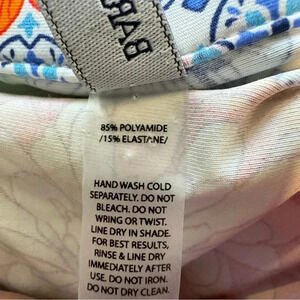 BAR
85% POLYAMIDE
/15% ELASTANE/
HAND WASH COLD
SEPARATELY. DO NOT
BLEACH. DO NOT
WRING OR TWIST.
LINE DRY IN SHADE.
FOR BEST RESULTS,
RINSE & LINE DRY
IMMEDIATELY AFTER
USE. DO NOT IRON.
DO NOT DRY CLEAN.